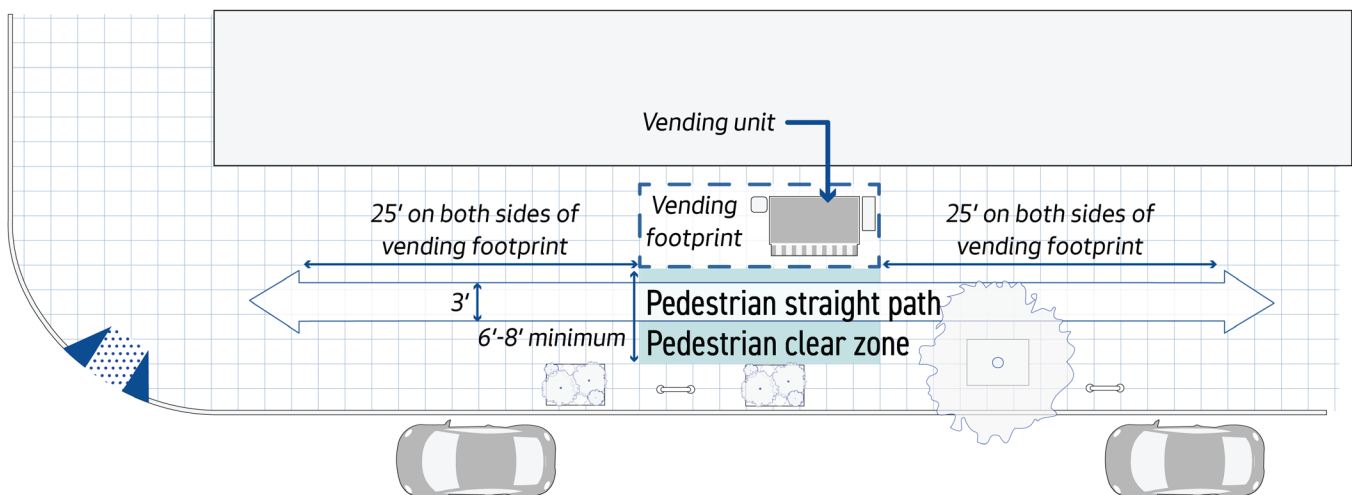 Vending unit
25' on both sides of
vending footprint
Vending
footprint
25' on both sides of
vending footprint
3'
Pedestrian straight path
6'-8' minimum
Pedestrian clear zone